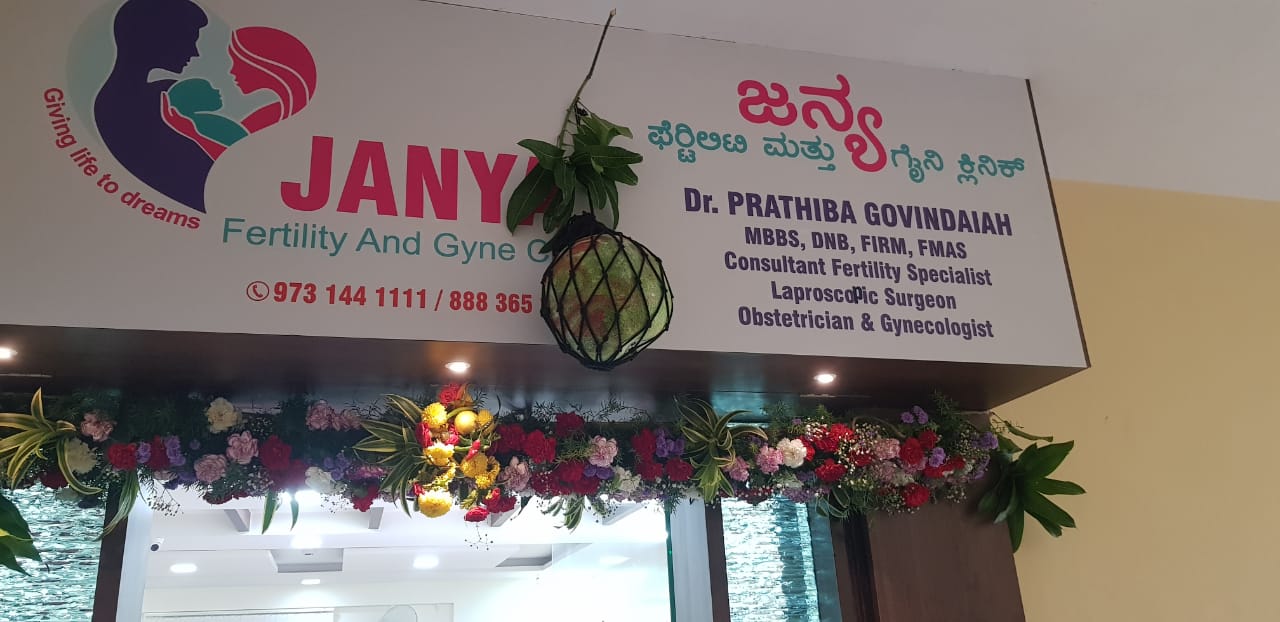 Giving life to dreams
JANYA
Fertility And Gyne
973 144 1111 / 888 365
ಜನ್ಯ
ಫೆರ್‍ಟಿಲಿಟಿ ಮತ್ತು ಗೈನಿ ಕ್ಲಿನಿಕ್
Dr. PRATHIBA GOVINDAIAH
MBBS, DNB, FIRM, FMAS
Consultant Fertility Specialist
Laproscopic Surgeon
Obstetrician & Gynecologist